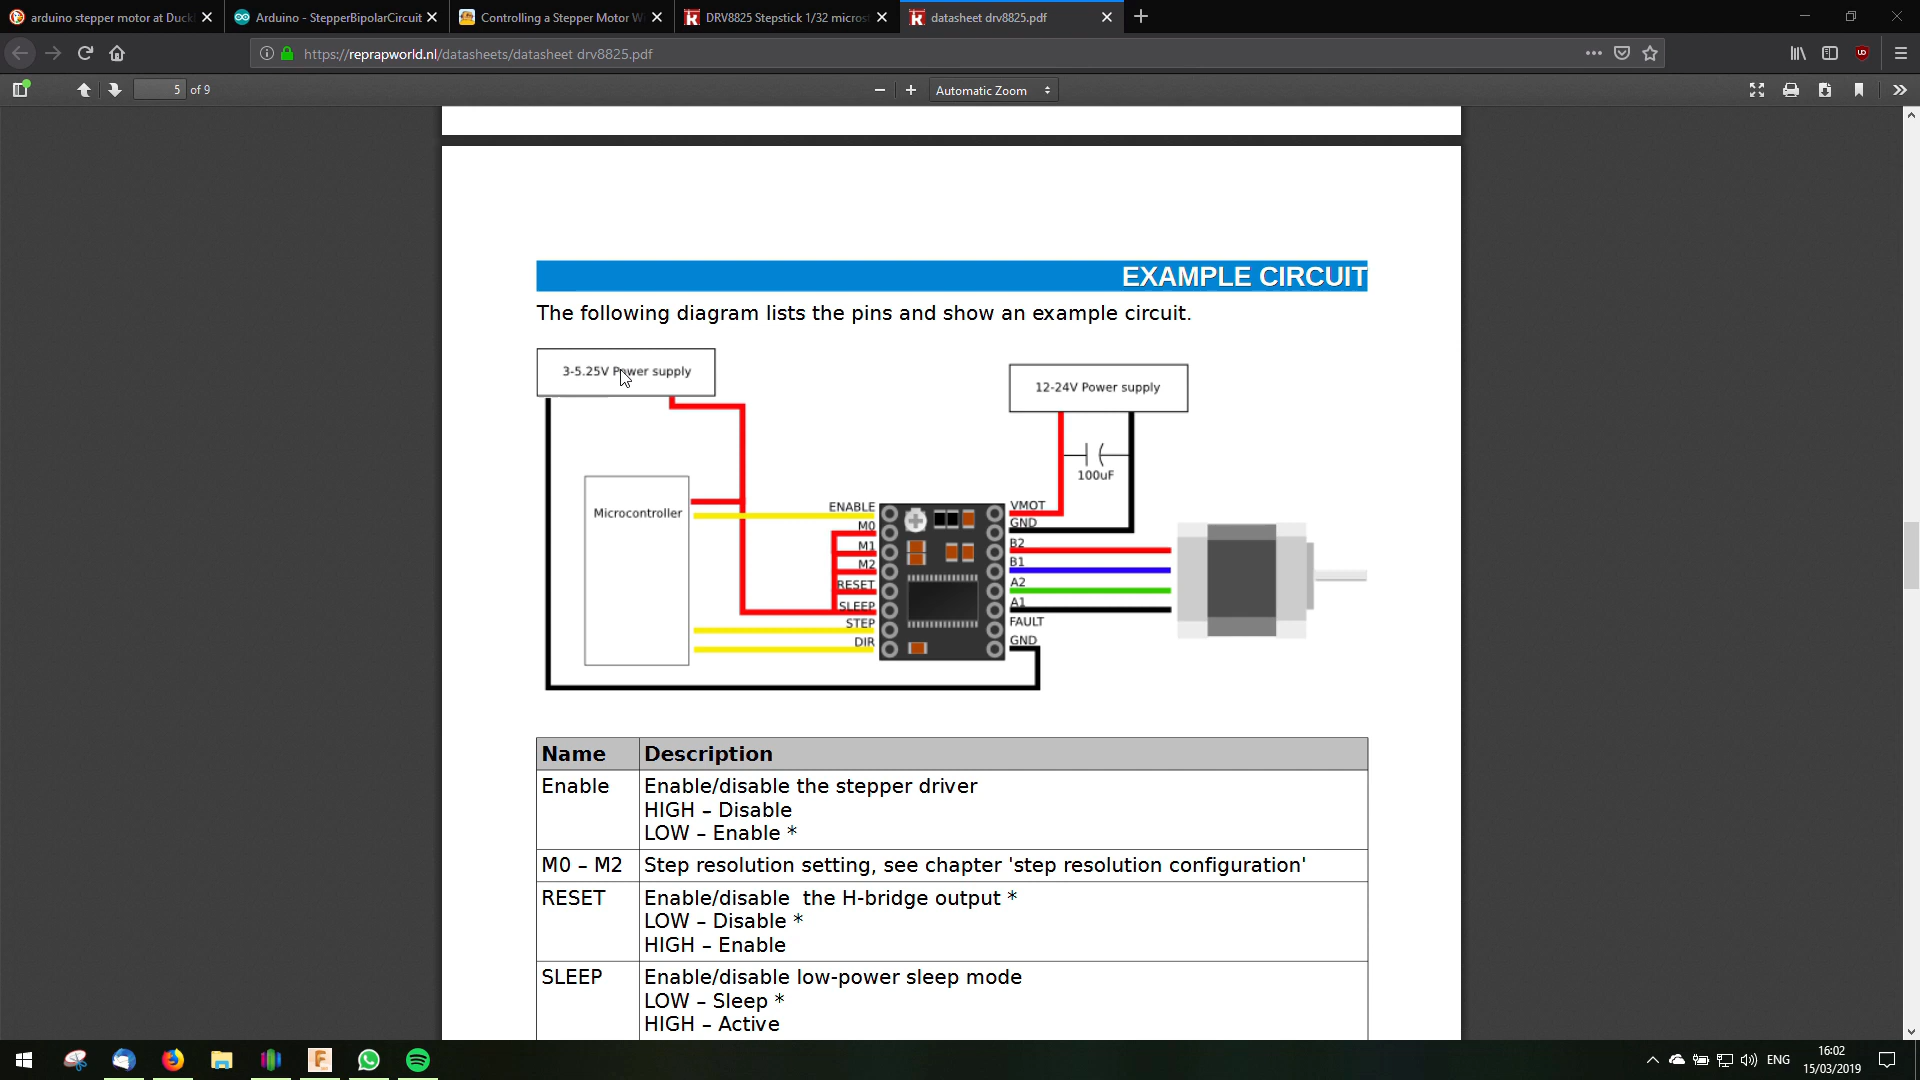 arduino stepper motor at Duck
Arduino - StepperBipolarCircuit
Controlling a Stepper Motor W
DRV8825 Stepstick 1/32 micros
datasheet drv8825.pdf
https://reprapworld.nl/datasheets/datasheet drv8825.pdf
5 of 9
Automatic Zoom
EXAMPLE CIRCUIT
The following diagram lists the pins and show an example circuit.
3-5.25V Power supply
12-24V Power supply
100uF
Microcontroller
ENABLE
M0
M1
M2
RESET
SLEEP
STEP
DIR
VMOT
GND
B2
B1
A2
A1
FAULT
GND
Name Description
Enable Enable/disable the stepper driver
HIGH – Disable
LOW – Enable *
M0 – M2 Step resolution setting, see chapter 'step resolution configuration'
RESET Enable/disable the H-bridge output *
LOW – Disable *
HIGH – Enable
SLEEP Enable/disable low-power sleep mode
LOW – Sleep *
HIGH – Active
ENG
16:02
15/03/2019